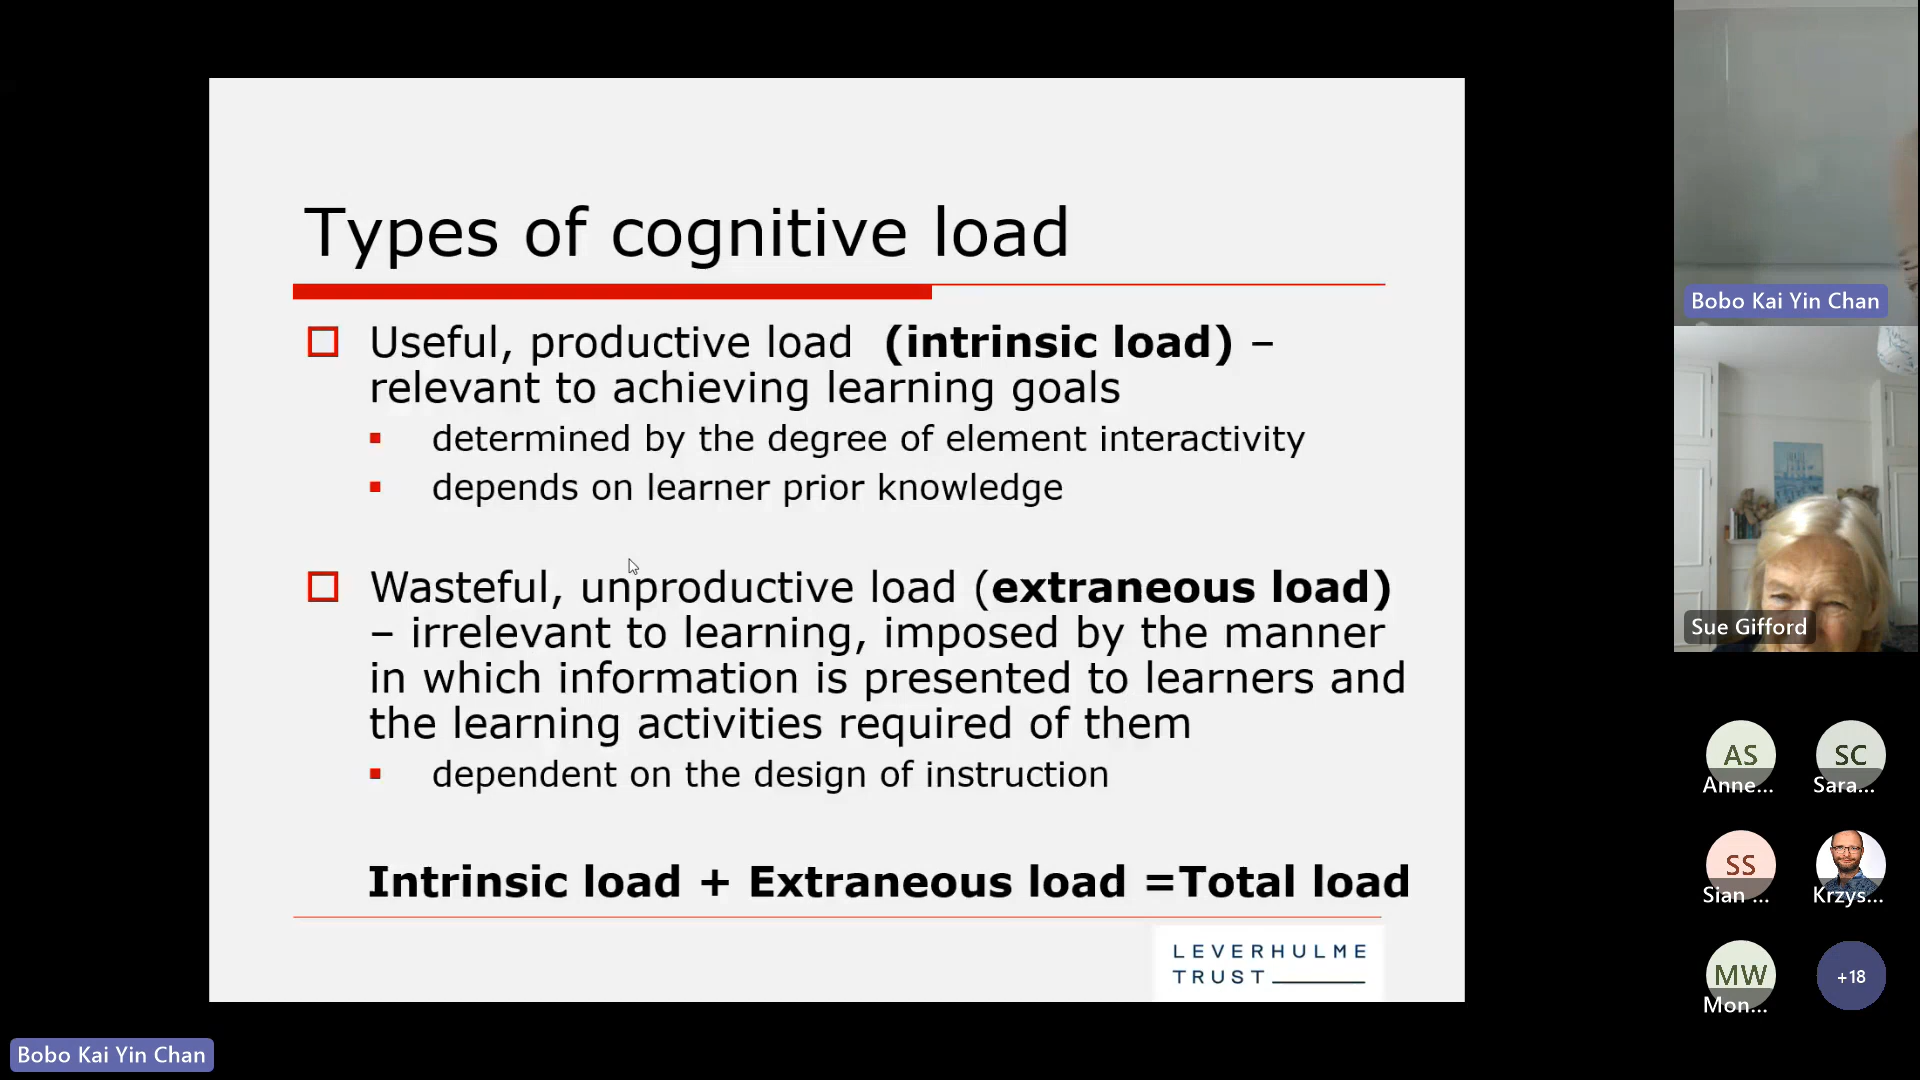 Types of cognitive load
Useful, productive load (intrinsic load) –
relevant to achieving learning goals
determined by the degree of element interactivity
depends on learner prior knowledge
Wasteful, unproductive load (extraneous load)
– irrelevant to learning, imposed by the manner
in which information is presented to learners and
the learning activities required of them
dependent on the design of instruction
Intrinsic load + Extraneous load =Total load
LEVERHULME
TRUST
Bobo Kai Yin Chan
Bobo Kai Yin Chan
Sue Gifford
AS
Anne...
SC
Sara...
SS
Sian ...
Krzys...
MW
Mon...
+18